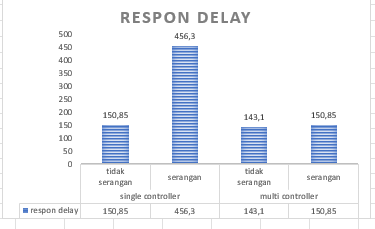 RESPON DELAY
500
450
400
350
300
250
200
150
100
50
0
150,85
456,3
143,1
150,85
tidak serangan
serangan
tidak serangan
serangan
single controller
multi controller
respon delay 150,85 456,3 143,1 150,85